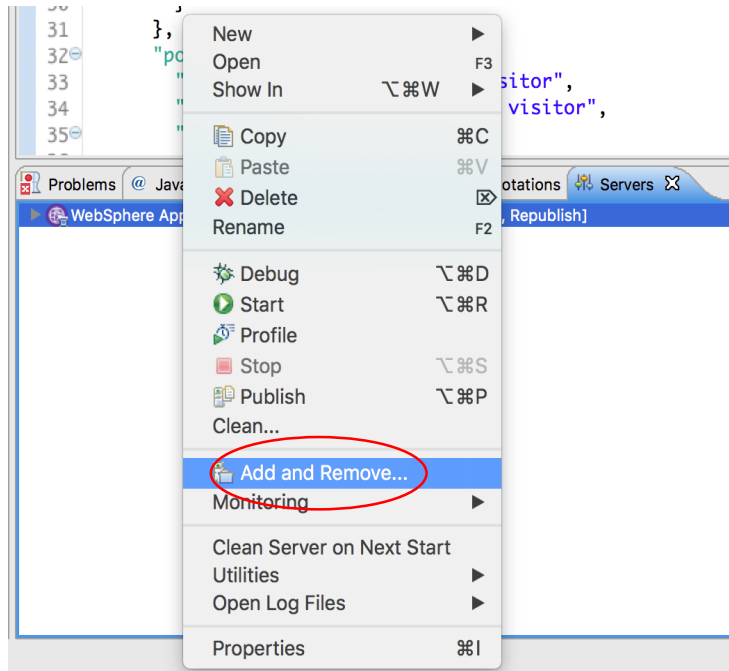 31 },
New
32 "po
Open F3
33 " sitor",
Show In ⌥⌘W
34 " visitor",
35 "
Copy ⌘C
Paste ⌘V
Problems @ Java otations Servers
Delete ⌦
WebSphere App , Republish]
Rename F2
Debug ⌥⌘D
Start ⌥⌘R
Profile
Stop ⌥⌘S
Publish ⌥⌘P
Clean...
Add and Remove...
Monitoring
Clean Server on Next Start
Utilities
Open Log Files
Properties ⌘I